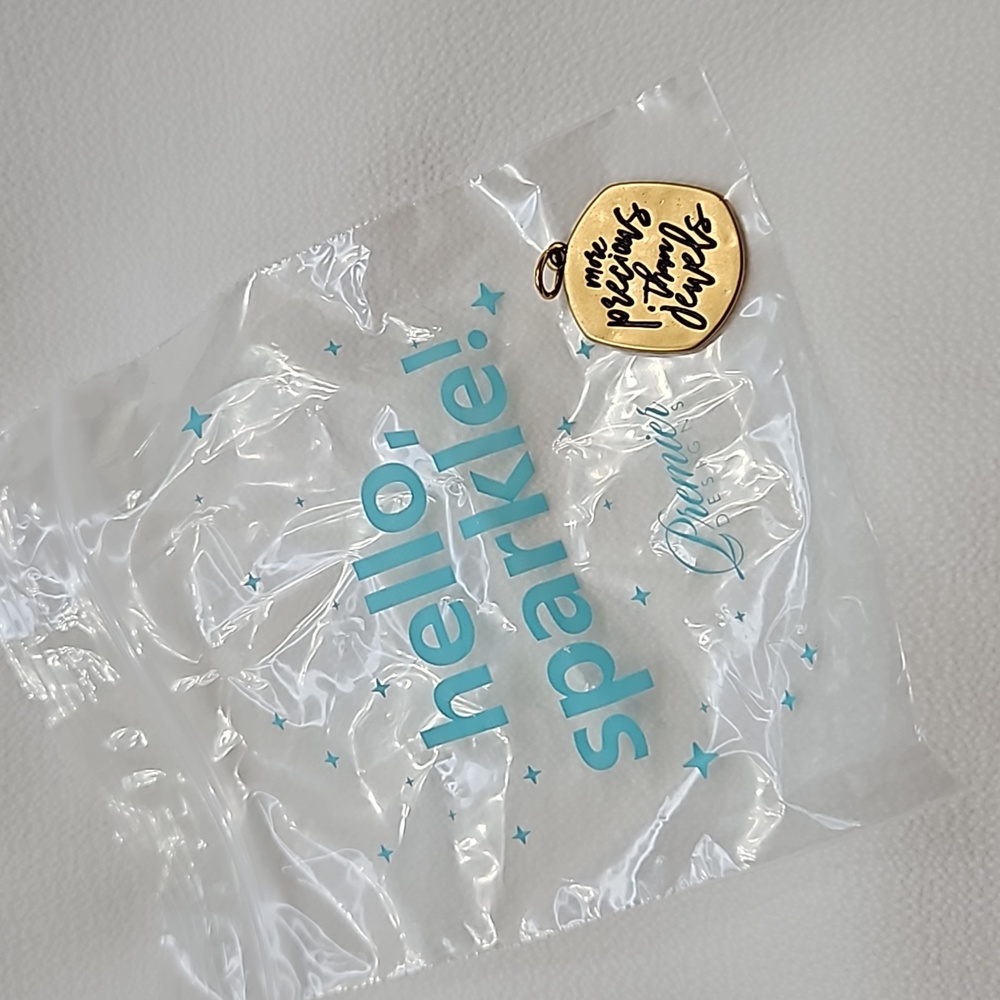 hello,
sparkle!
Premier
DESIGNS
more
precious
than
jewels